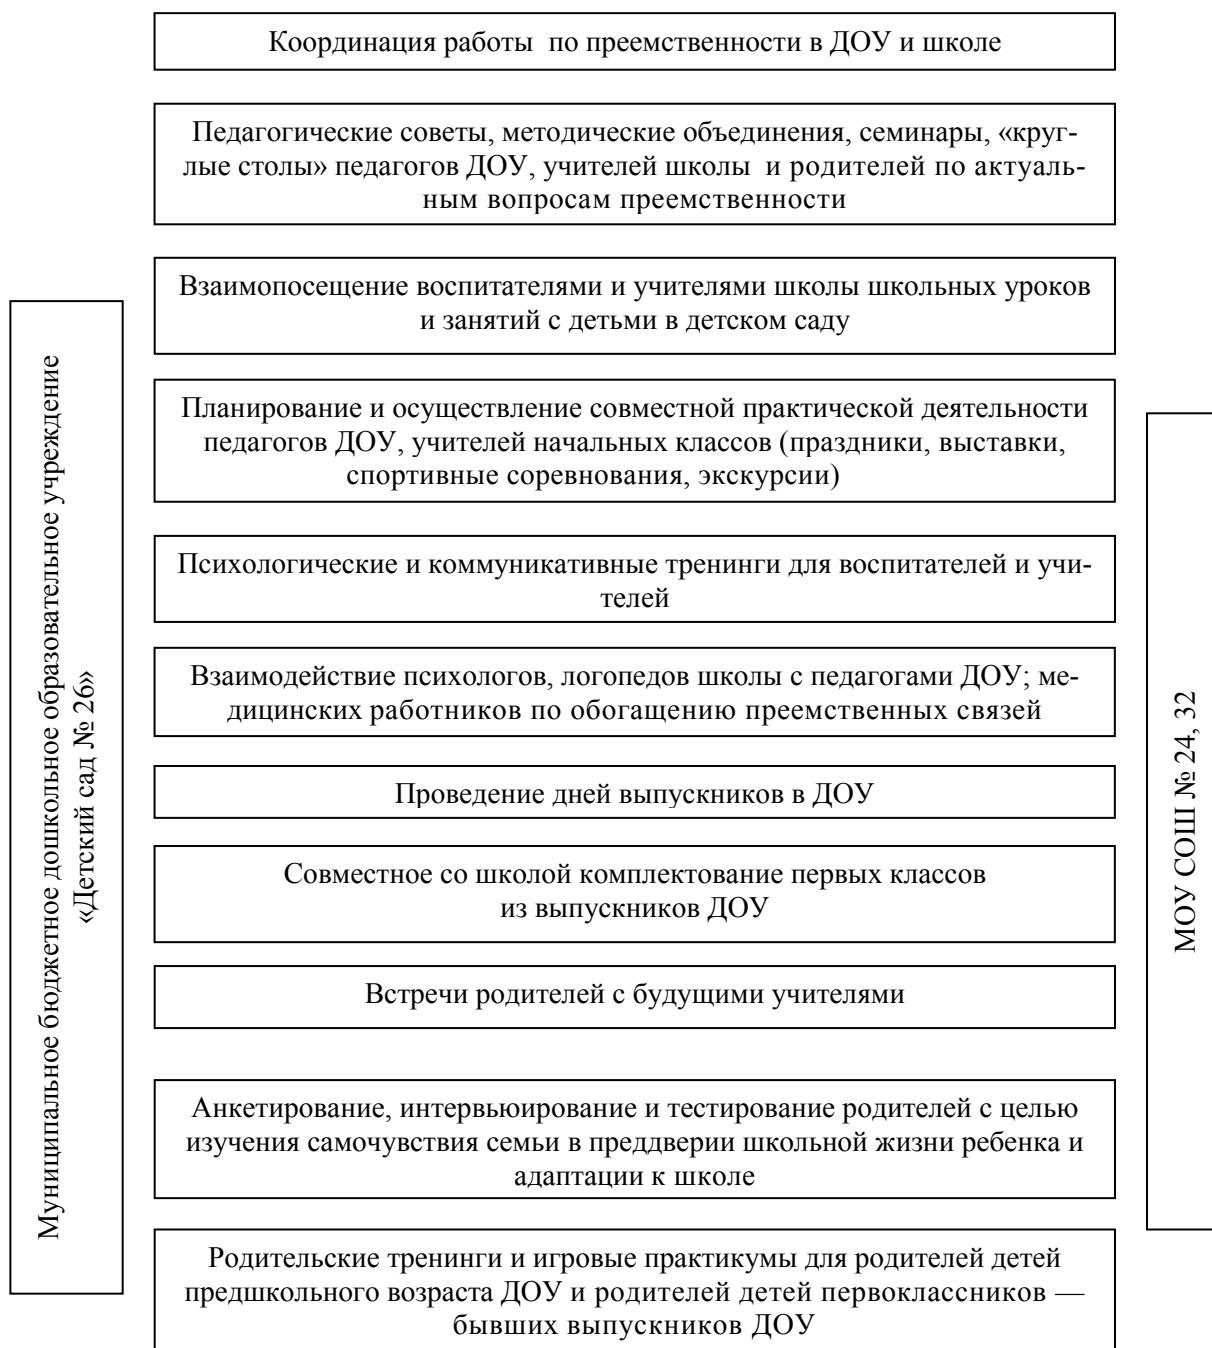 Координация работы по преемственности в ДОУ и школе
Педагогические советы, методические объединения, семинары, «круг-
лые столы» педагогов ДОУ, учителей школы и родителей по актуаль-
ным вопросам преемственности
Взаимопосещение воспитателями и учителями школы школьных уроков
и занятий с детьми в детском саду
Планирование и осуществление совместной практической деятельности
педагогов ДОУ, учителей начальных классов (праздники, выставки,
спортивные соревнования, экскурсии)
Психологические и коммуникативные тренинги для воспитателей и учи-
телей
Взаимодействие психологов, логопедов школы с педагогами ДОУ; ме-
дицинских работников по обогащению преемственных связей
Проведение дней выпускников в ДОУ
Совместное со школой комплектование первых классов
из выпускников ДОУ
Встречи родителей с будущими учителями
Анкетирование, интервьюирование и тестирование родителей с целью
изучения самочувствия семьи в преддверии школьной жизни ребенка и
адаптации к школе
Родительские тренинги и игровые практикумы для родителей детей
предшкольного возраста ДОУ и родителей детей первоклассников —
бывших выпускников ДОУ
Муниципальное бюджетное дошкольное образовательное учреждение
«Детский сад № 26»
МОУ СОШ № 24, 32